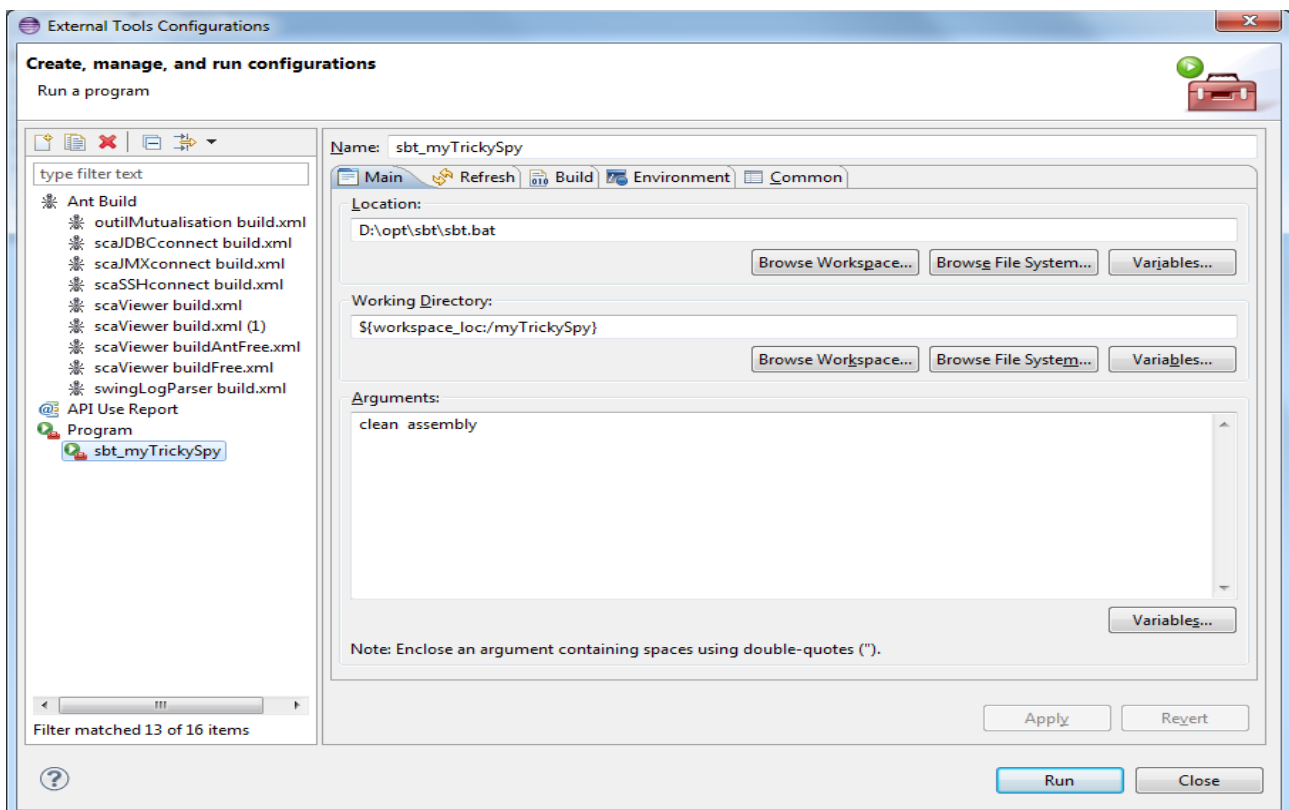 External Tools Configurations
Create, manage, and run configurations
Run a program
type filter text
Ant Build
outilMutualisation build.xml
scaJDBCconnect build.xml
scaJMXconnect build.xml
scaSSHconnect build.xml
scaViewer build.xml
scaViewer build.xml (1)
scaViewer buildAntFree.xml
scaViewer buildFree.xml
swingLogParser build.xml
API Use Report
Program
sbt_myTrickySpy
Filter matched 13 of 16 items
Name: sbt_myTrickySpy
Main Refresh Build Environment Common
Location:
D:\opt\sbt\sbt.bat
Browse Workspace... Browse File System... Variables...
Working Directory:
${workspace_loc:/myTrickySpy}
Browse Workspace... Browse File System... Variables...
Arguments:
clean  assembly
Variables...
Note: Enclose an argument containing spaces using double-quotes (").
Apply Revert
Run Close